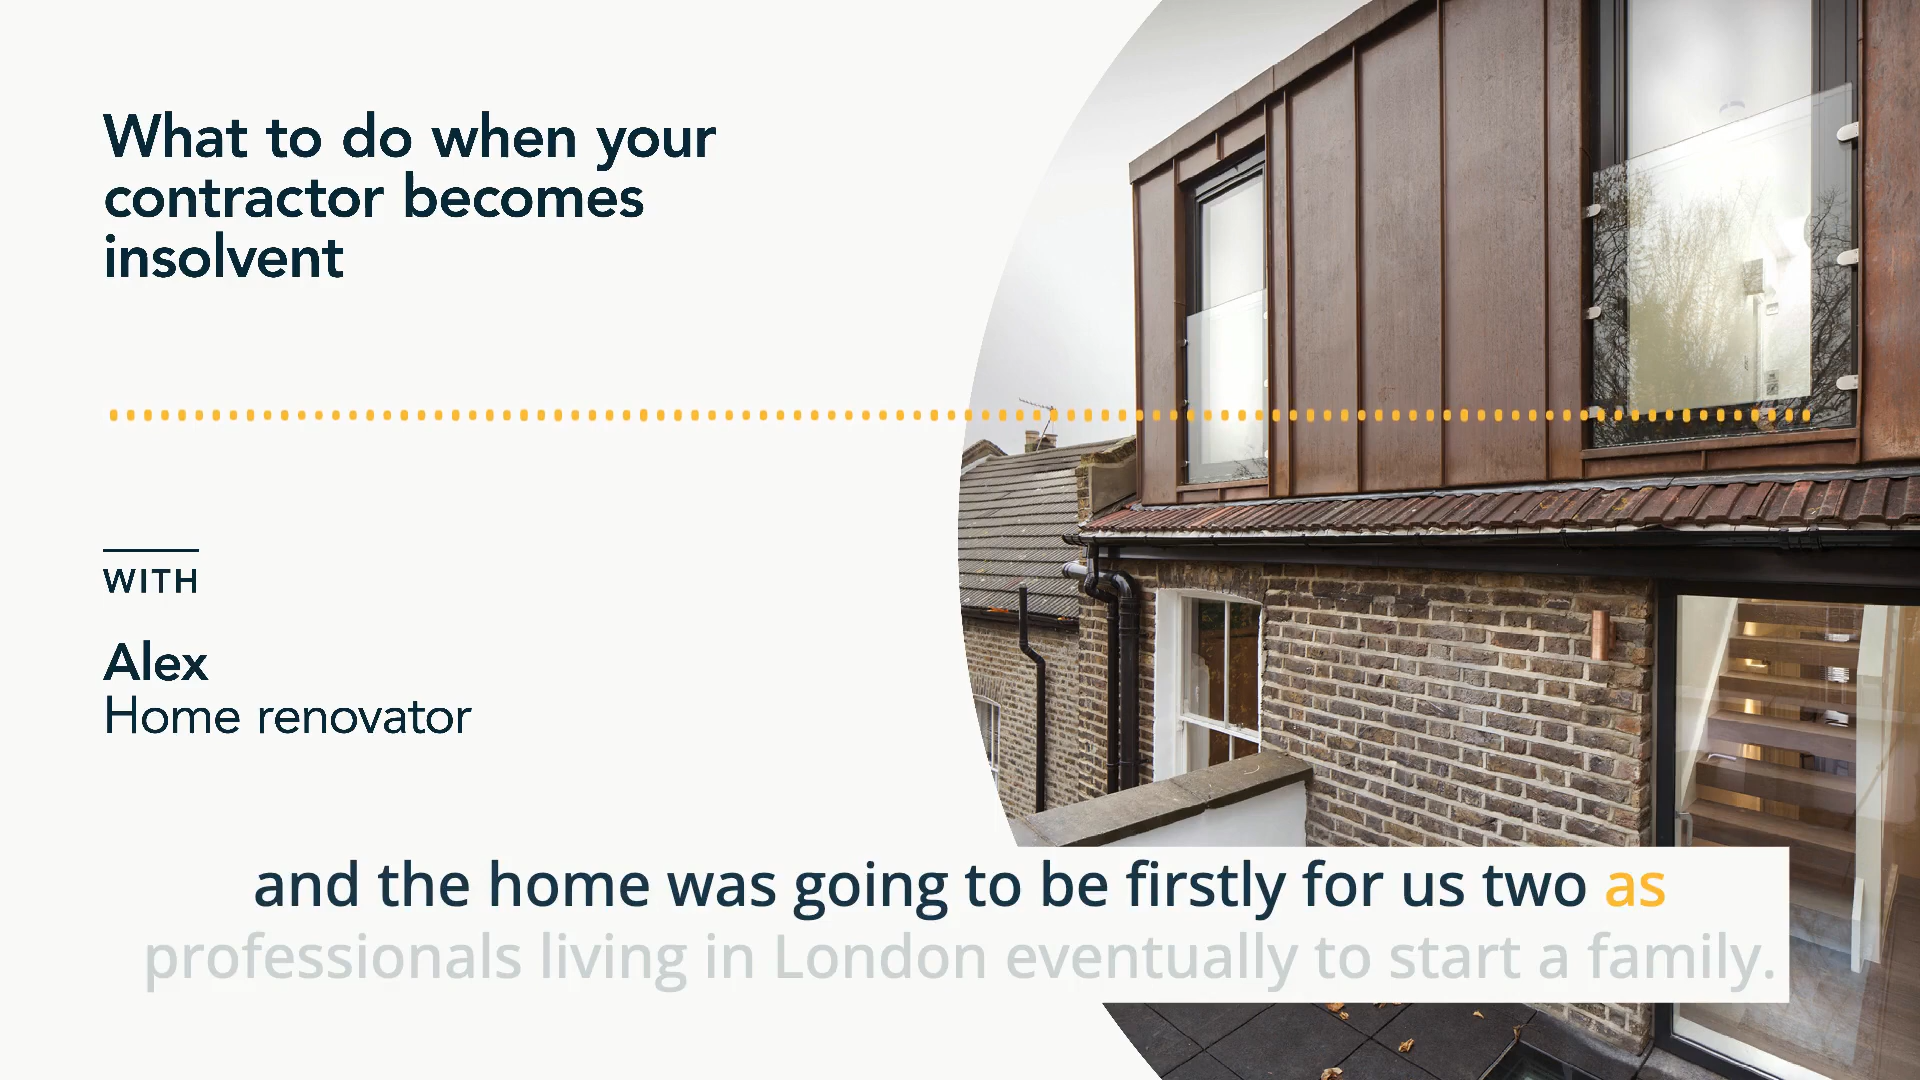 What to do when your
contractor becomes
insolvent
WITH
Alex
Home renovator
and the home was going to be firstly for us two as
professionals living in London eventually to start a family.